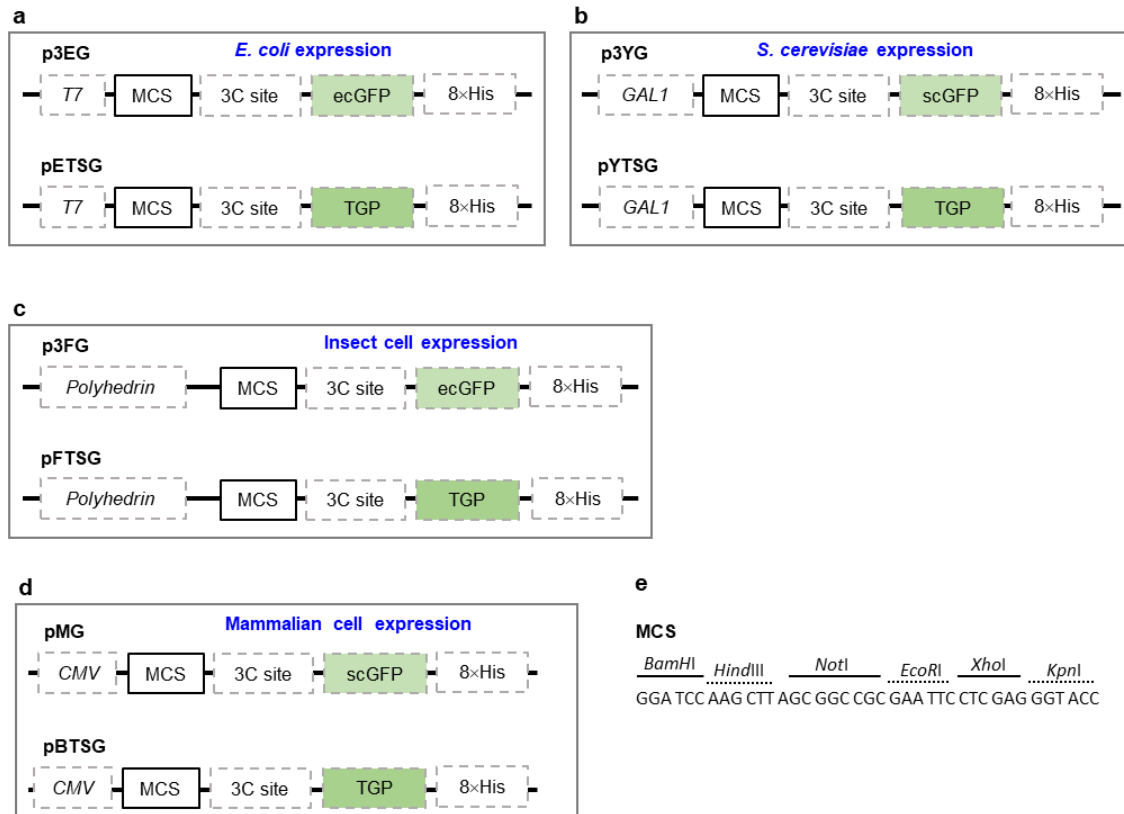 a
E. coli expression
p3EG
T7 MCS 3C site ecGFP 8×His
pETSG
T7 MCS 3C site TGP 8×His
b
S. cerevisiae expression
p3YG
GAL1 MCS 3C site scGFP 8×His
pYTSG
GAL1 MCS 3C site TGP 8×His
c
Insect cell expression
p3FG
Polyhedrin MCS 3C site ecGFP 8×His
pFTSG
Polyhedrin MCS 3C site TGP 8×His
d
Mammalian cell expression
pMG
CMV MCS 3C site scGFP 8×His
pBTSG
CMV MCS 3C site TGP 8×His
e
MCS
BamHI HindIII NotI EcoRI XhoI KpnI
GGA TCC AAG CTT AGC GGC CGC GAA TTC CTC GAG GGT ACC